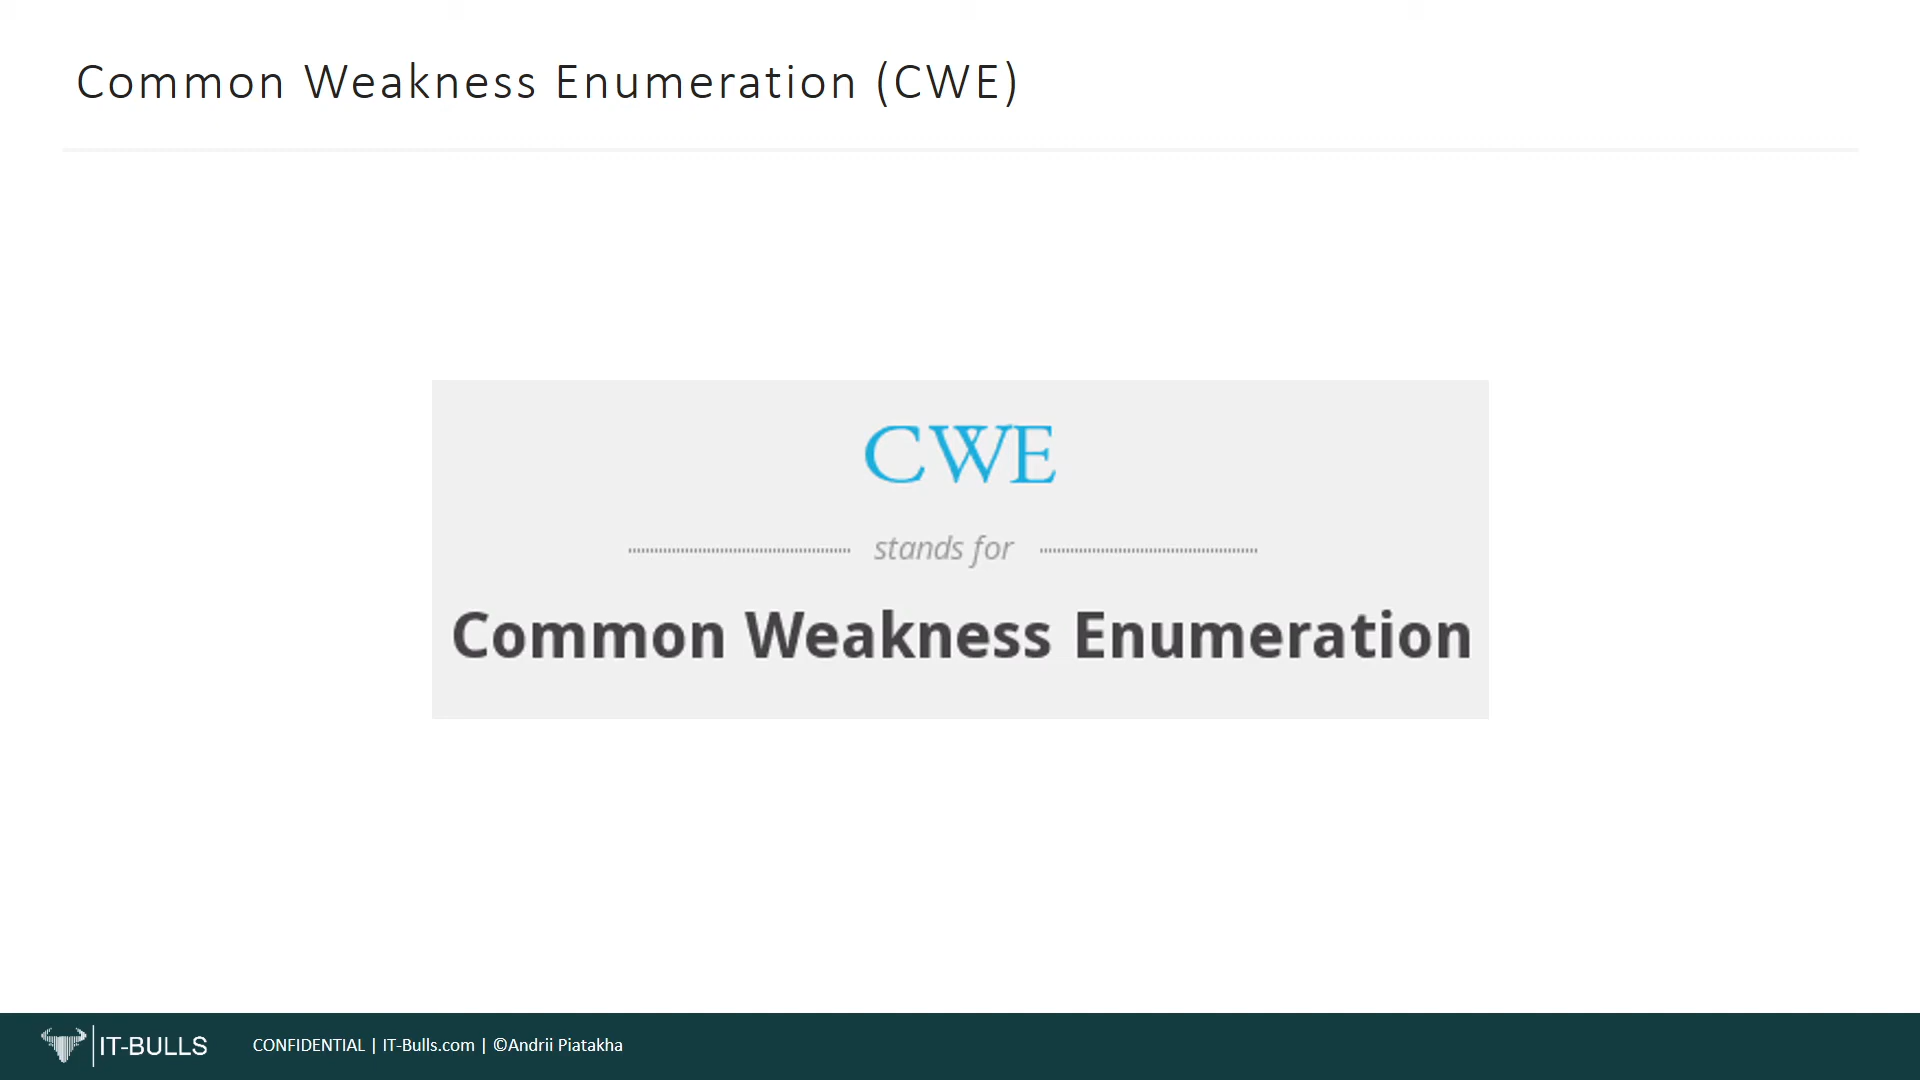 Common Weakness Enumeration (CWE)
CWE
stands for
Common Weakness Enumeration
IT-BULLS
CONFIDENTIAL | IT-Bulls.com | ©Andrii Piatakha